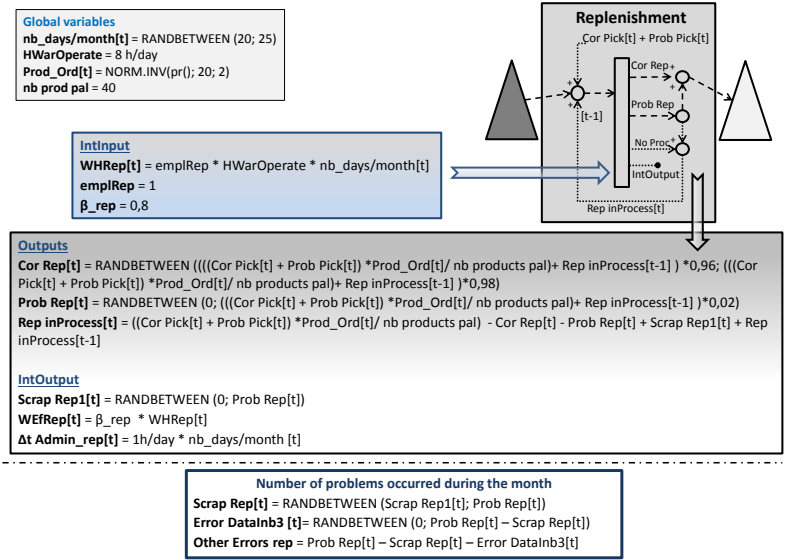 Global variables
nb_days/month[t] = RANDBETWEEN (20; 25)
HWarOperate = 8 h/day
Prod_Ord[t] = NORM.INV(pr(); 20; 2)
nb prod pal = 40
Replenishment
Cor Pick[t] + Prob Pick[t]
Cor Rep
+
+
+
+
[t-1]
Prob Rep
+
+
No Proc
IntOutput
Rep inProcess[t]
IntInput
WHRep[t] = emplRep * HWarOperate * nb_days/month[t]
emplRep = 1
β_rep = 0,8
Outputs
Cor Rep[t] = RANDBETWEEN ((((Cor Pick[t] + Prob Pick[t]) *Prod_Ord[t]/ nb products pal)+ Rep inProcess[t-1] ) *0,96; (((Cor
Pick[t] + Prob Pick[t]) *Prod_Ord[t]/ nb products pal)+ Rep inProcess[t-1] )*0,98)
Prob Rep[t] = RANDBETWEEN (0; (((Cor Pick[t] + Prob Pick[t]) *Prod_Ord[t]/ nb products pal)+ Rep inProcess[t-1] )*0,02)
Rep inProcess[t] = ((Cor Pick[t] + Prob Pick[t]) *Prod_Ord[t]/ nb products pal) - Cor Rep[t] - Prob Rep[t] + Scrap Rep1[t] + Rep
inProcess[t-1]
IntOutput
Scrap Rep1[t] = RANDBETWEEN (0; Prob Rep[t])
WEfRep[t] = β_rep * WHRep[t]
Δt Admin_rep[t] = 1h/day * nb_days/month [t]
Number of problems occurred during the month
Scrap Rep[t] = RANDBETWEEN (Scrap Rep1[t]; Prob Rep[t])
Error DataInb3 [t]= RANDBETWEEN (0; Prob Rep[t] – Scrap Rep[t])
Other Errors rep = Prob Rep[t] – Scrap Rep[t] – Error DataInb3[t]